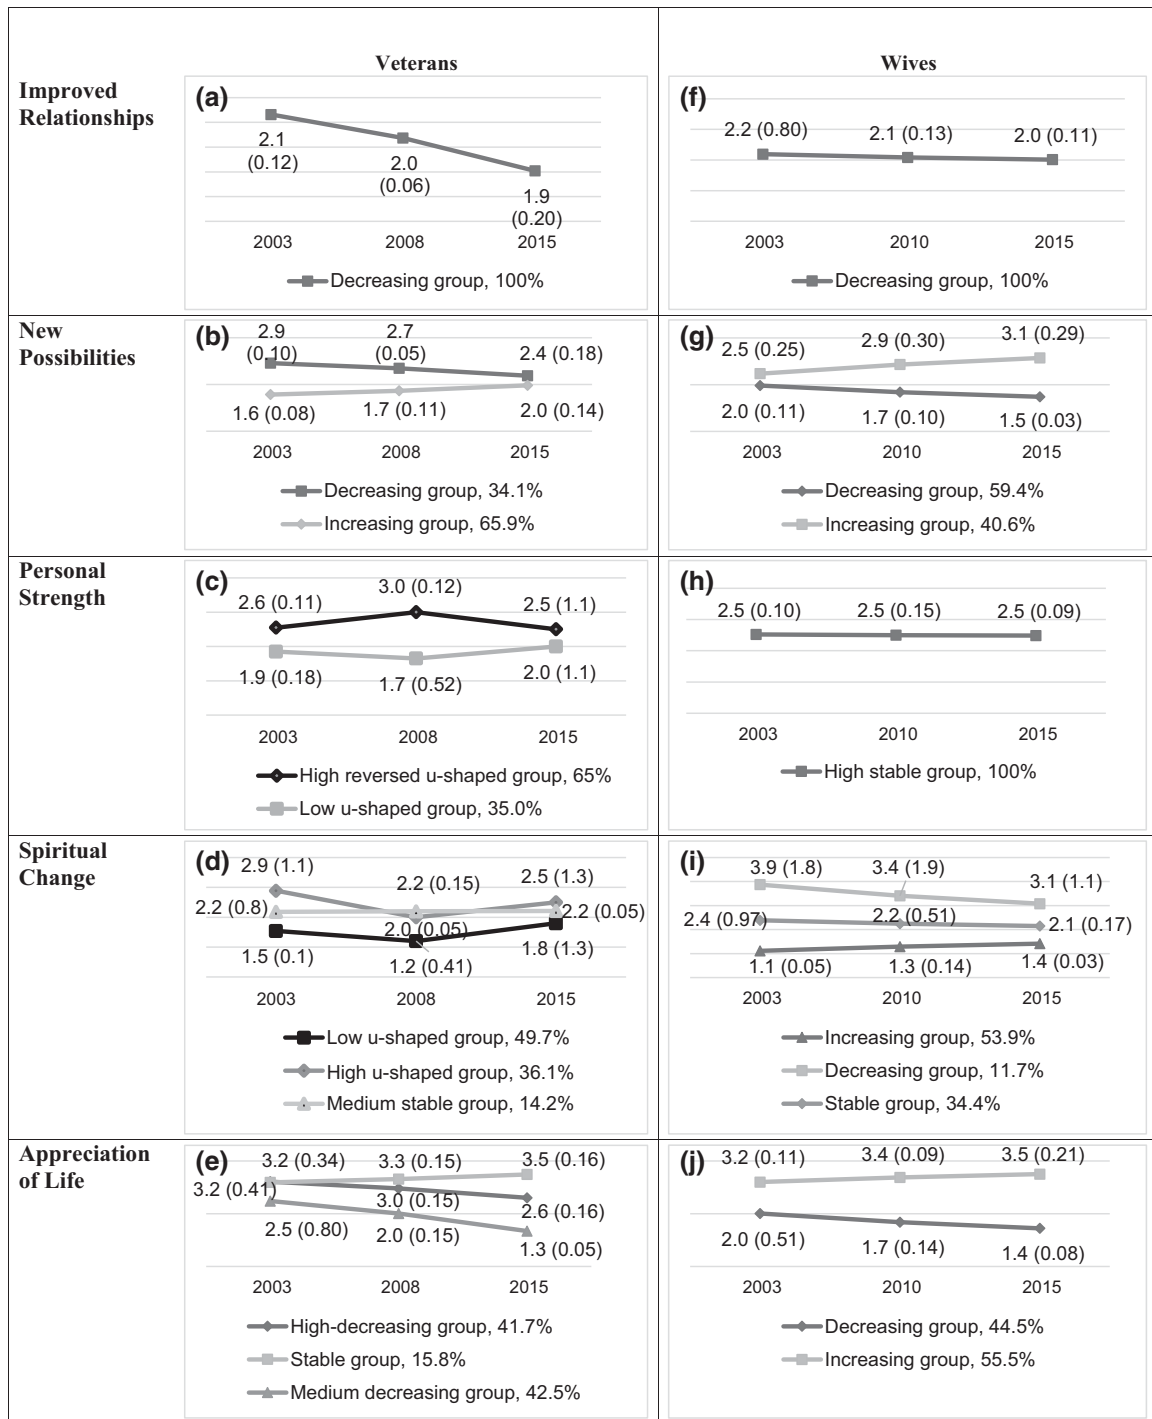 Veterans
Wives
Improved
Relationships
(a)
2.1
(0.12)
2.0
(0.06)
1.9
(0.20)
2003
2008
2015
Decreasing group, 100%
(f)
2.2 (0.80)
2.1 (0.13)
2.0 (0.11)
2003
2010
2015
Decreasing group, 100%
New
Possibilities
(b)
2.9
(0.10)
2.7
(0.05)
2.4 (0.18)
1.6 (0.08)
1.7 (0.11)
2.0 (0.14)
2003
2008
2015
Decreasing group, 34.1%
Increasing group, 65.9%
(g)
2.5 (0.25)
2.9 (0.30)
3.1 (0.29)
2.0 (0.11)
1.7 (0.10)
1.5 (0.03)
2003
2010
2015
Decreasing group, 59.4%
Increasing group, 40.6%
Personal
Strength
(c)
2.6 (0.11)
3.0 (0.12)
2.5 (1.1)
1.9 (0.18)
1.7 (0.52)
2.0 (1.1)
2003
2008
2015
High reversed u-shaped group, 65%
Low u-shaped group, 35.0%
(h)
2.5 (0.10)
2.5 (0.15)
2.5 (0.09)
2003
2010
2015
High stable group, 100%
Spiritual
Change
(d)
2.9 (1.1)
2.2 (0.15)
2.5 (1.3)
2.2 (0.8)
2.0 (0.05)
2.2 (0.05)
1.5 (0.1)
1.2 (0.41)
1.8 (1.3)
2003
2008
2015
Low u-shaped group, 49.7%
High u-shaped group, 36.1%
Medium stable group, 14.2%
(i)
3.9 (1.8)
3.4 (1.9)
3.1 (1.1)
2.4 (0.97)
2.2 (0.51)
2.1 (0.17)
1.1 (0.05)
1.3 (0.14)
1.4 (0.03)
2003
2010
2015
Increasing group, 53.9%
Decreasing group, 11.7%
Stable group, 34.4%
Appreciation
of Life
(e)
3.2 (0.34)
3.3 (0.15)
3.5 (0.16)
3.2 (0.41)
3.0 (0.15)
2.6 (0.16)
2.5 (0.80)
2.0 (0.15)
1.3 (0.05)
2003
2008
2015
High-decreasing group, 41.7%
Stable group, 15.8%
Medium decreasing group, 42.5%
(j)
3.2 (0.11)
3.4 (0.09)
3.5 (0.21)
2.0 (0.51)
1.7 (0.14)
1.4 (0.08)
2003
2010
2015
Decreasing group, 44.5%
Increasing group, 55.5%